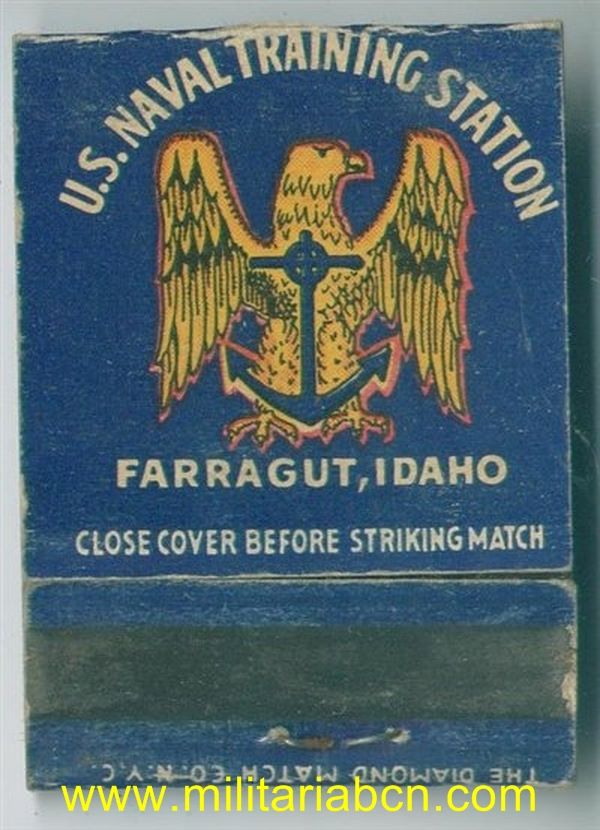 U.S. NAVAL TRAINING STATION
FARRAGUT, IDAHO
CLOSE COVER BEFORE STRIKING MATCH
THE DIAMOND MATCH CO. N.Y.C.
www.militariabcn.com